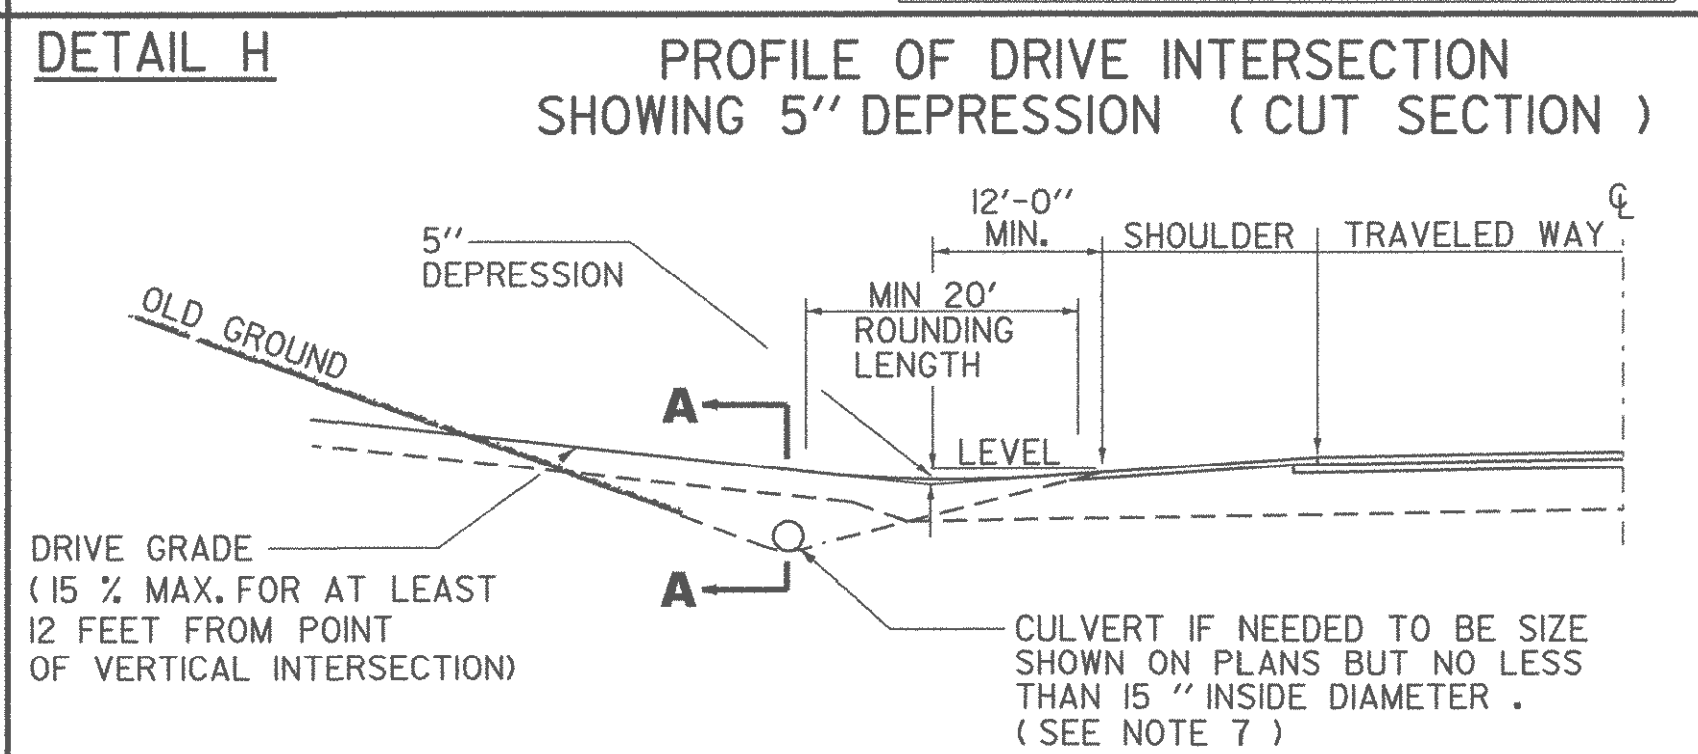 DETAIL H
PROFILE OF DRIVE INTERSECTION
SHOWING 5″ DEPRESSION ( CUT SECTION )
12′-0″
MIN.
SHOULDER
TRAVELED WAY
℄
5″
DEPRESSION
OLD GROUND
MIN 20′
ROUNDING
LENGTH
A
LEVEL
A
DRIVE GRADE
( 15 % MAX. FOR AT LEAST
12 FEET FROM POINT
OF VERTICAL INTERSECTION)
CULVERT IF NEEDED TO BE SIZE
SHOWN ON PLANS BUT NO LESS
THAN 15 ″ INSIDE DIAMETER .
( SEE NOTE 7 )